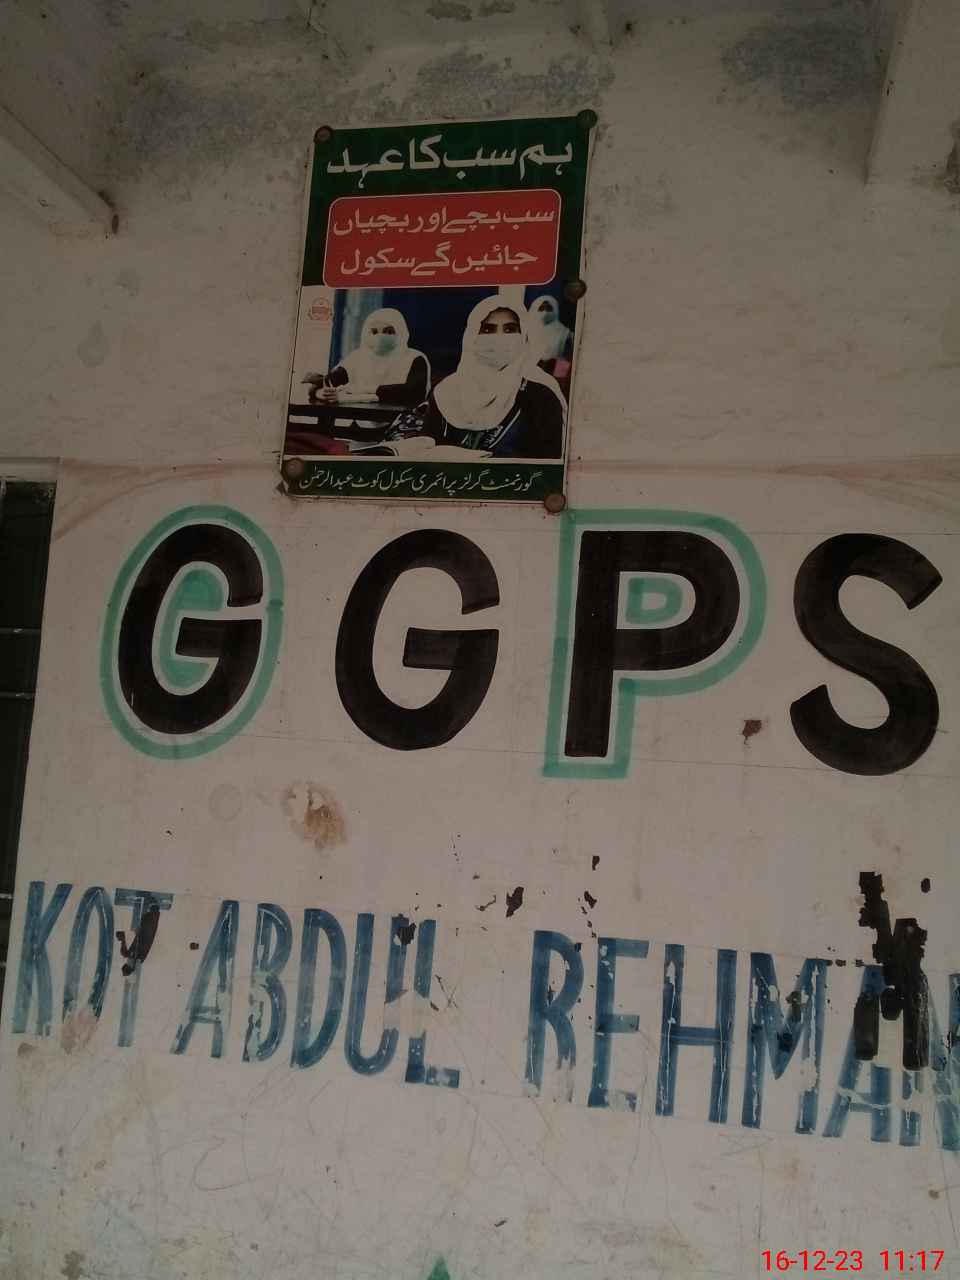 ہم سب کا عہد
سب بچے اور بچیاں
جائیں گے سکول
گورنمنٹ گرلز پرائمری سکول کوٹ عبدالرحمٰن
GGPS
KOT ABDUL REHMAN
16-12-23 11:17